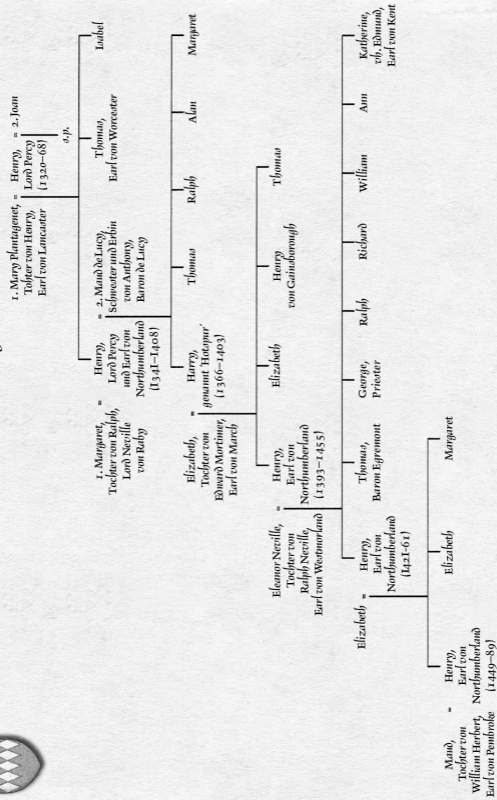 1. Mary Plantagenet,
Tohter von Henry,
Earl von Lancaster
=
Henry,
Lord Percy
(1320–68)
= 2. Joan
s.p.
1. Margaret,
Tochter von Ralph,
Lord Neville
von Raby
=
Henry,
Lord Percy
und Earl von
Northumberland
(1341–1408)
= 2. Maud de Lucy,
Schwester und Erbin
von Anthony,
Baron de Lucy
Thomas,
Earl von Worcester
Isabel
Elizabeth,
Tochter von
Edward Mortimer,
Earl von March
=
Harry,
genannt 'Hotspur'
(1366–1403)
Thomas
Ralph
Alan
Margaret
Eleanor Neville,
Tochter von
Ralph Neville,
Earl von Westmorland
=
Henry,
Earl von
Northumberland
(1393–1455)
Elizabeth
Henry
von Gainsborough
Thomas
Elizabeth =
Henry,
Earl von
Northumberland
(1421–61)
Thomas,
Baron Egremont
George,
Priester
Ralph
Richard
William
Ann
Katherine,
vh. Edmund,
Earl von Kent
Maud,
Tochter von
William Herbert,
Earl von Penbroke
=
Henry,
Earl von
Northumberland
(1449–89)
Elizabeth
Margaret